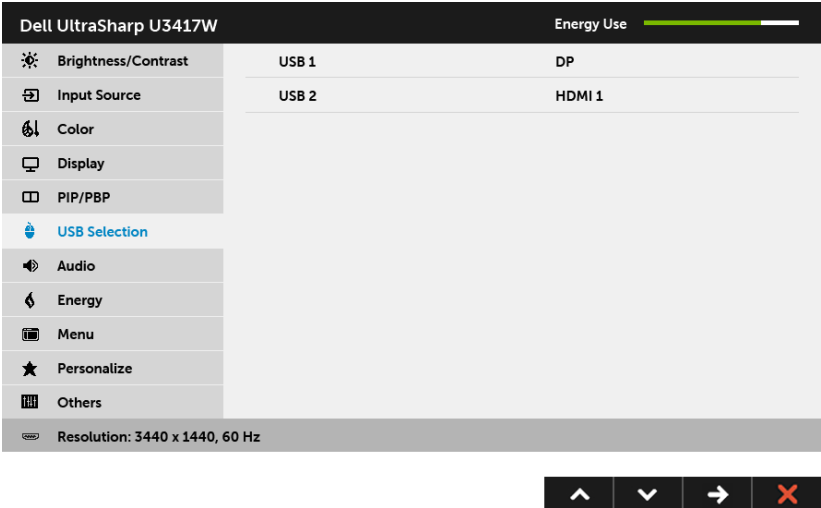 Dell UltraSharp U3417W
Energy Use
Brightness/Contrast
USB 1
DP
Input Source
USB 2
HDMI 1
Color
Display
PIP/PBP
USB Selection
Audio
Energy
Menu
Personalize
Others
Resolution: 3440 x 1440, 60 Hz